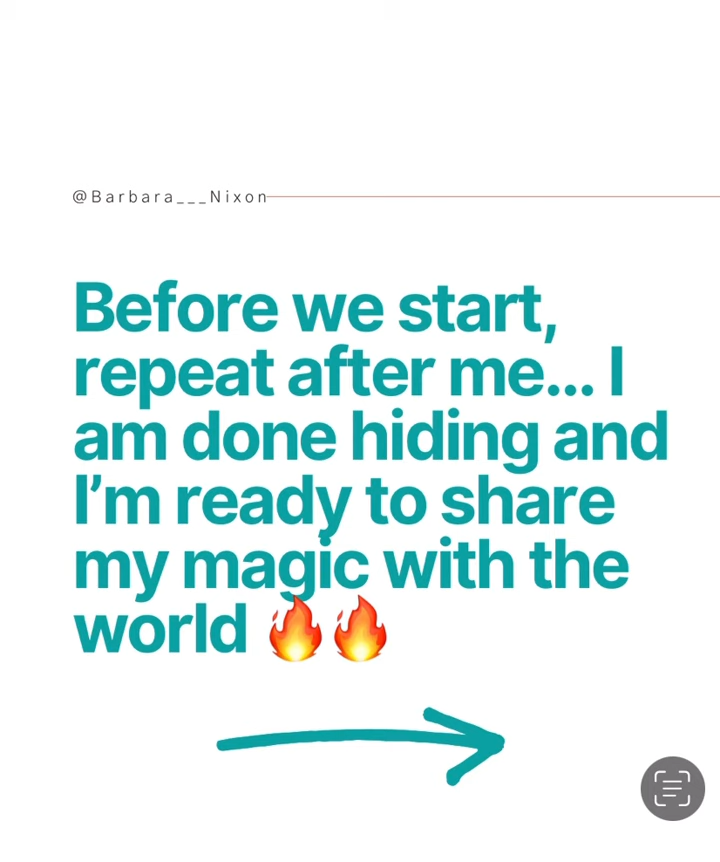 @Barbara___Nixon
Before we start,
repeat after me... I
am done hiding and
I’m ready to share
my magic with the
world 🔥🔥